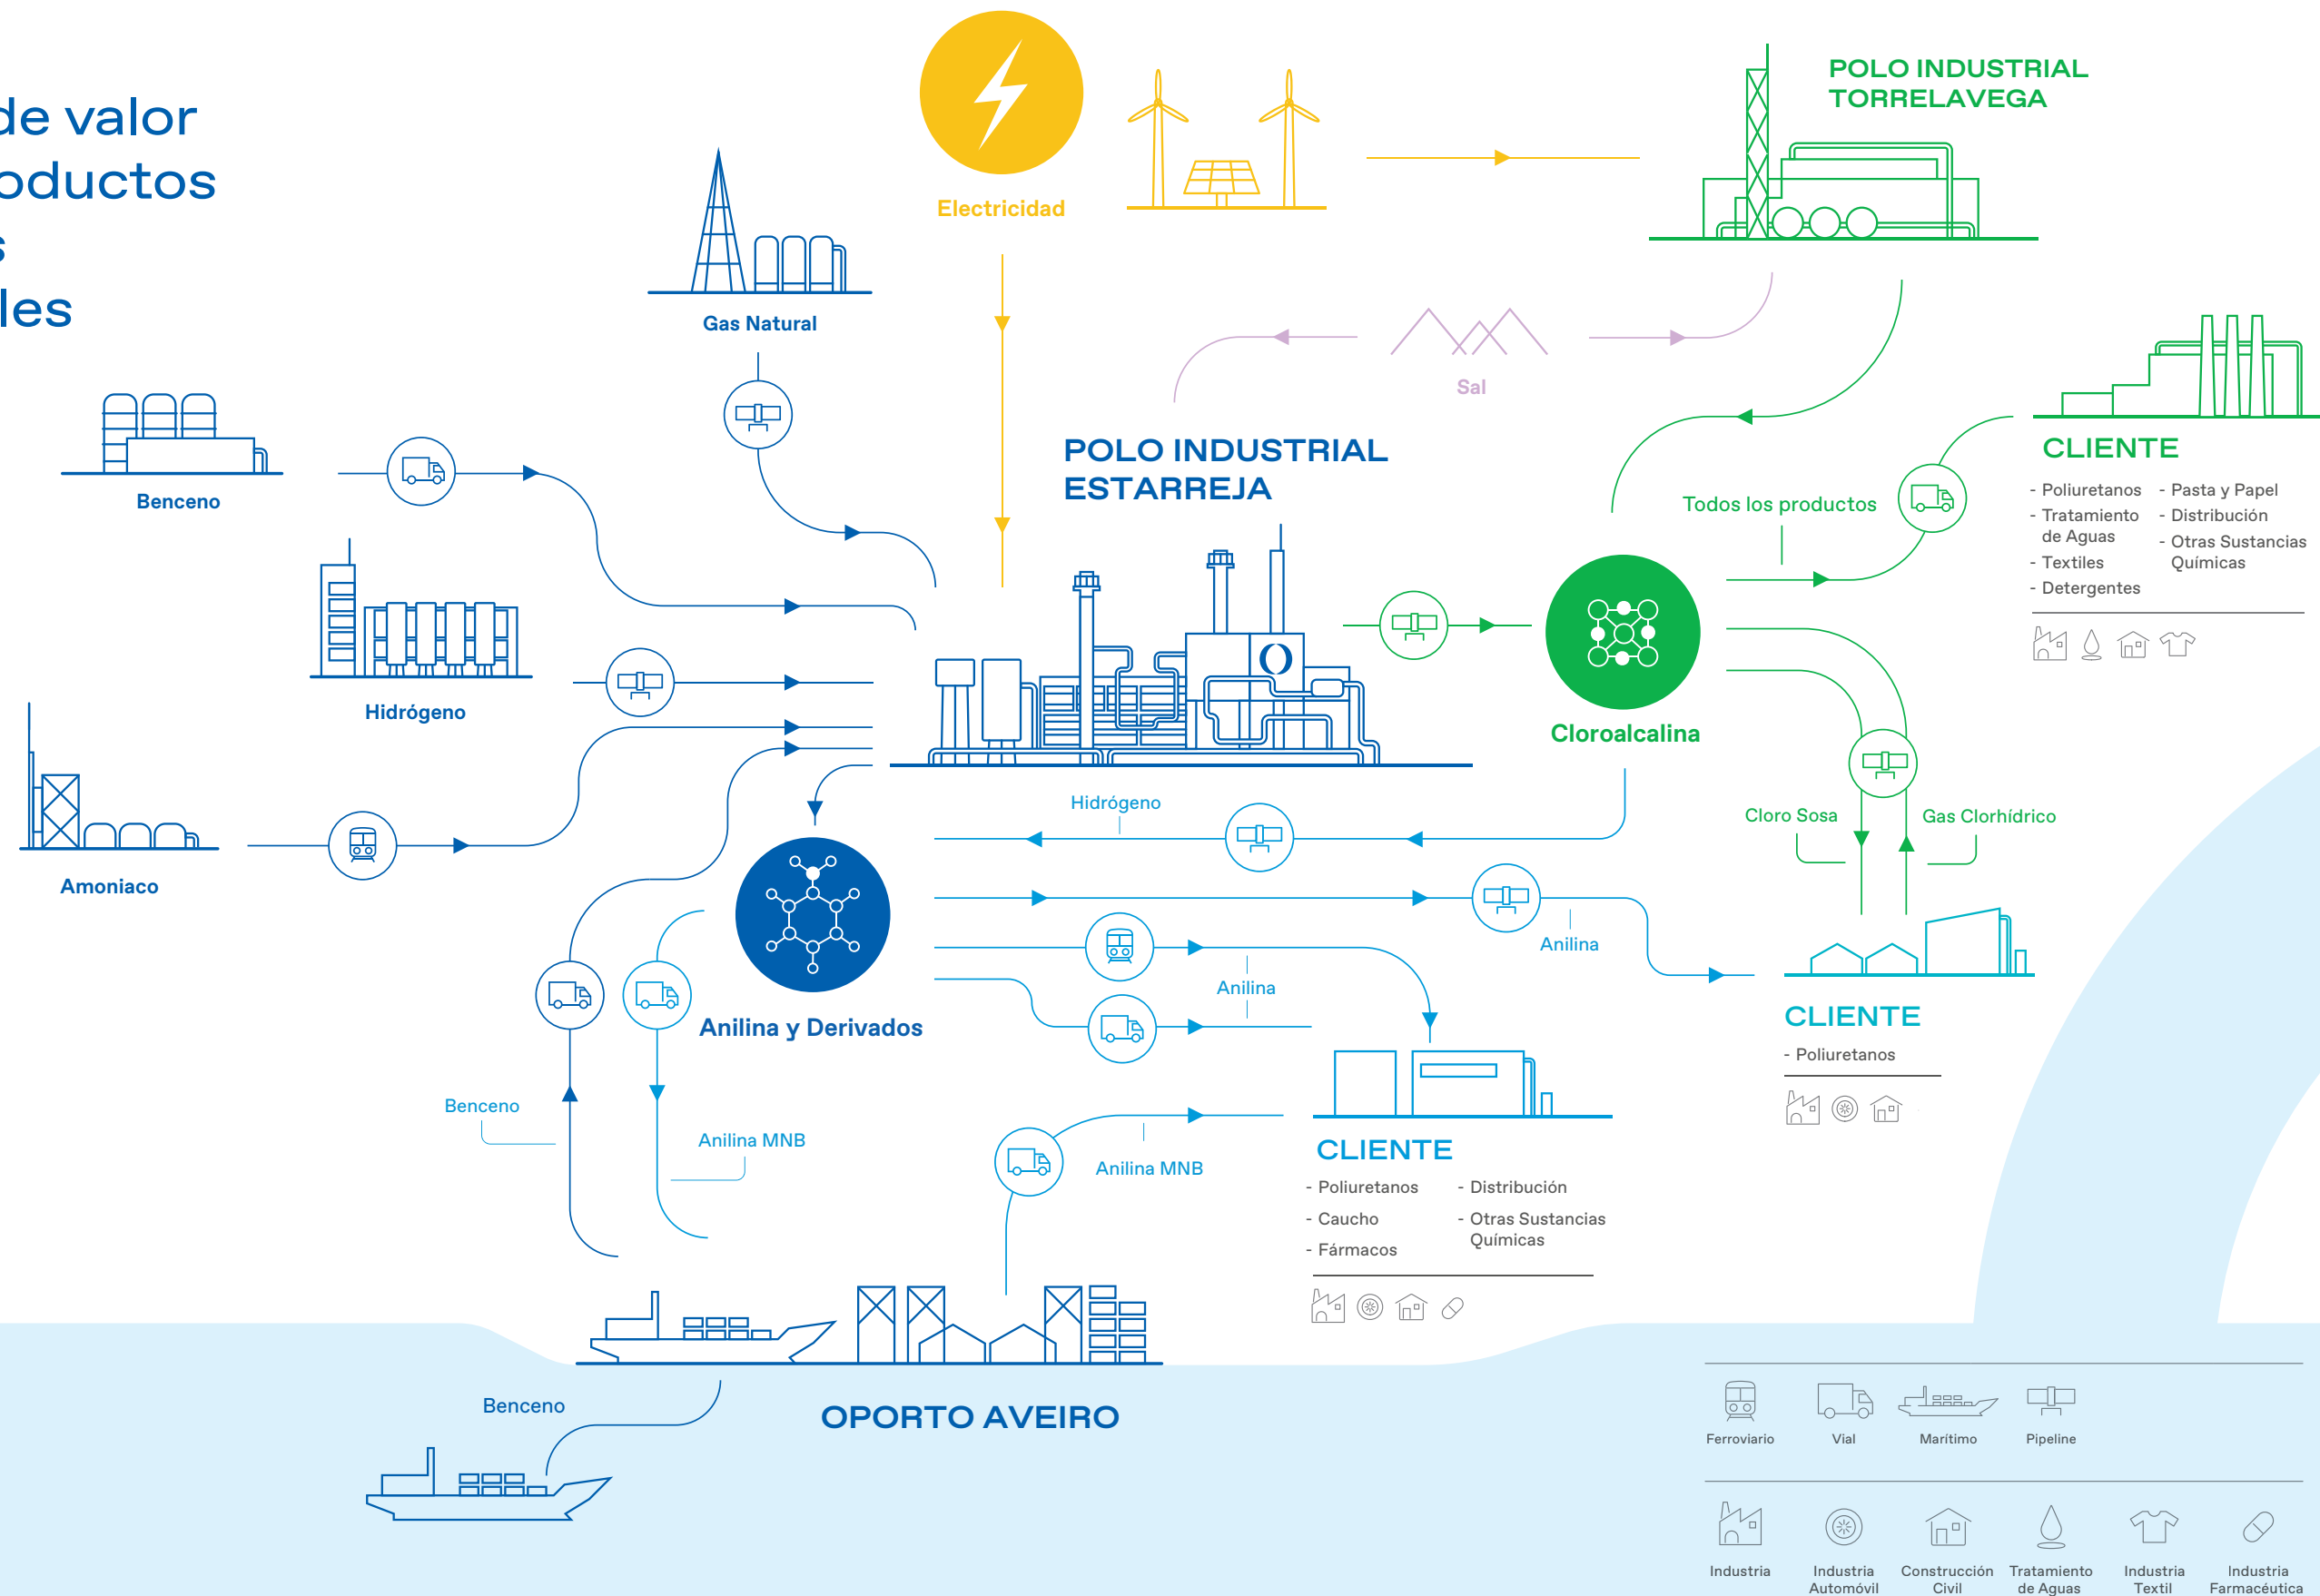 de valor
oductos
s
les
Electricidad
POLO INDUSTRIAL
TORRELAVEGA
Gas Natural
Sal
Benceno
POLO INDUSTRIAL
ESTARREJA
CLIENTE
- Poliuretanos
- Tratamiento
de Aguas
- Textiles
- Detergentes
- Pasta y Papel
- Distribución
- Otras Sustancias
Químicas
Todos los productos
Hidrógeno
Cloroalcalina
Amoniaco
Hidrógeno
Cloro Sosa
Gas Clorhídrico
Anilina
Anilina
Anilina y Derivados
CLIENTE
- Poliuretanos
Benceno
Anilina MNB
Anilina MNB
CLIENTE
- Poliuretanos
- Caucho
- Fármacos
- Distribución
- Otras Sustancias
Químicas
Benceno
OPORTO AVEIRO
Ferroviario
Vial
Marítimo
Pipeline
Industria
Industria
Automóvil
Construcción
Civil
Tratamiento
de Aguas
Industria
Textil
Industria
Farmacéutica